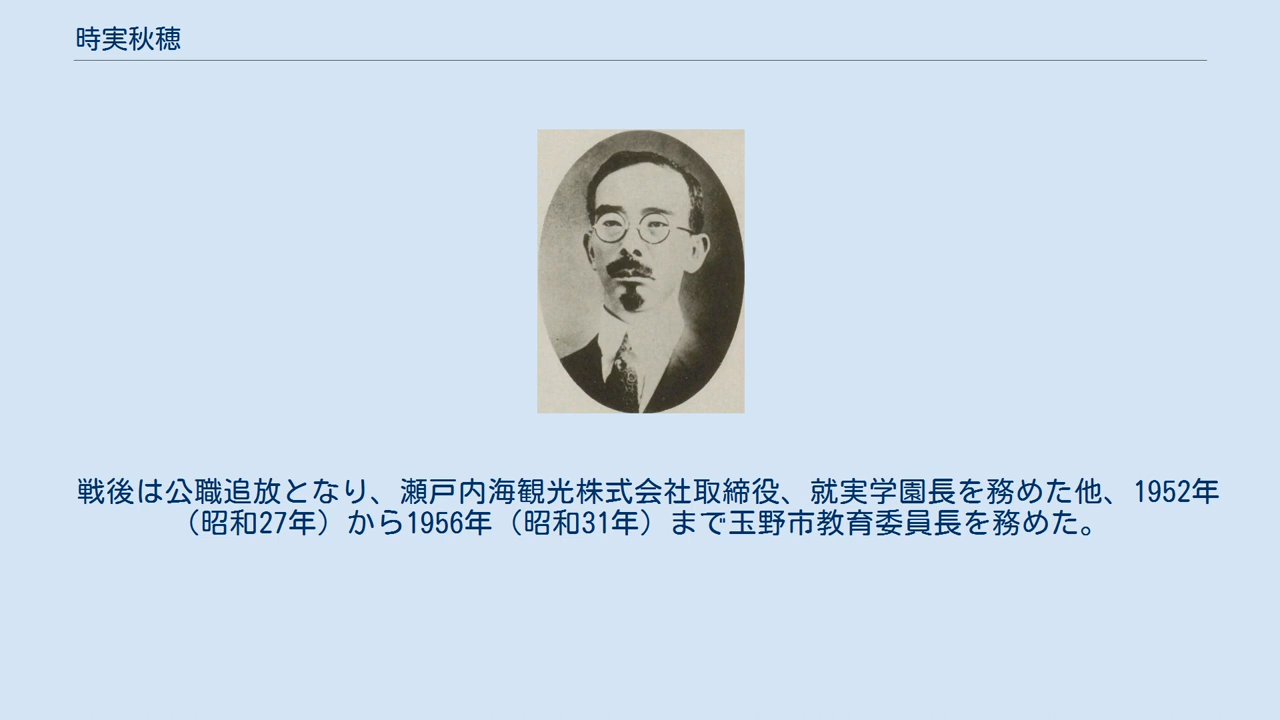 時実秋穂
戦後は公職追放となり、瀬戸内海観光株式会社取締役、就実学園長を務めた他、1952年
（昭和27年）から1956年（昭和31年）まで玉野市教育委員長を務めた。